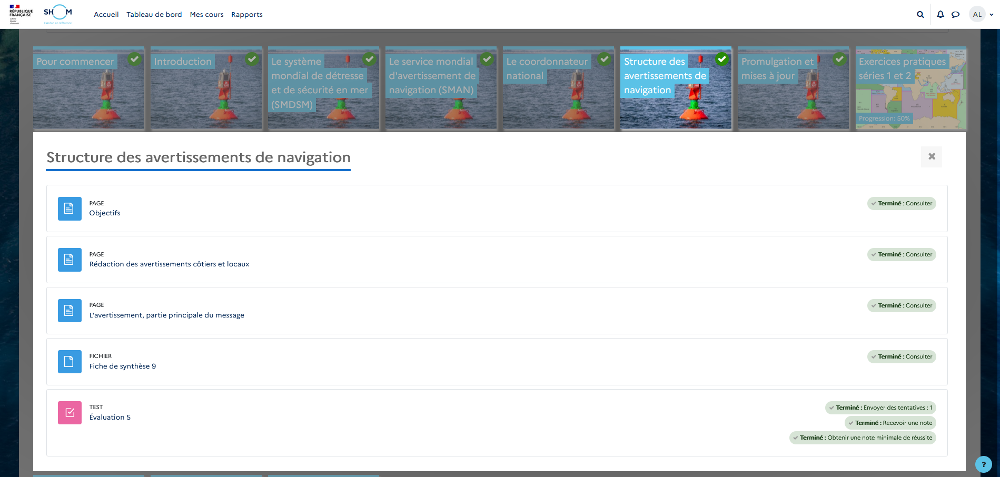 RÉPUBLIQUE
FRANÇAISE
Liberté
Égalité
Fraternité
SHOM
L'océan en référence
Accueil Tableau de bord Mes cours Rapports
AL
Pour commencer
Introduction
Le système
mondial de détresse
et de sécurité en mer
(SMDSM)
Le service mondial
d'avertissement de
navigation (SMAN)
Le coordonnateur
national
Structure des
avertissements de
navigation
Promulgation et
mises à jour
Exercices pratiques
séries 1 et 2
Progression: 50%
Structure des avertissements de navigation
PAGE
Objectifs
Terminé : Consulter
PAGE
Rédaction des avertissements côtiers et locaux
Terminé : Consulter
PAGE
L'avertissement, partie principale du message
Terminé : Consulter
FICHIER
Fiche de synthèse 9
Terminé : Consulter
TEST
Évaluation 5
Terminé : Envoyer des tentatives : 1
Terminé : Recevoir une note
Terminé : Obtenir une note minimale de réussite
?